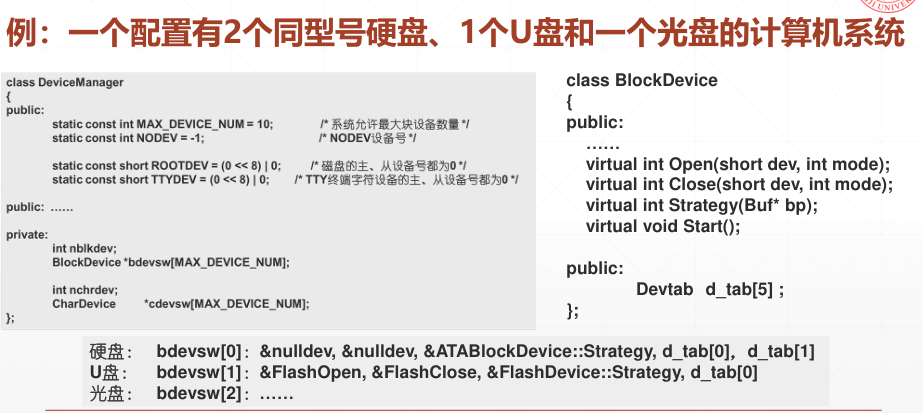 例：一个配置有2个同型号硬盘、1个U盘和一个光盘的计算机系统
class DeviceManager
{
public:
static const int MAX_DEVICE_NUM = 10; /* 系统允许最大块设备数量 */
static const int NODEV = -1; /* NODEV设备号 */
static const short ROOTDEV = (0 << 8) | 0; /* 磁盘的主、从设备号都为0 */
static const short TTYDEV = (0 << 8) | 0; /* TTY终端字符设备的主、从设备号都为0 */
public: ……
private:
int nblkdev;
BlockDevice *bdevsw[MAX_DEVICE_NUM];
int nchrdev;
CharDevice *cdevsw[MAX_DEVICE_NUM];
};
class BlockDevice
{
public:
……
virtual int Open(short dev, int mode);
virtual int Close(short dev, int mode);
virtual int Strategy(Buf* bp);
virtual void Start();
public:
Devtab d_tab[5] ;
};
硬盘： bdevsw[0]：&nulldev, &nulldev, &ATABlockDevice::Strategy, d_tab[0], d_tab[1]
U盘： bdevsw[1]：&FlashOpen, &FlashClose, &FlashDevice::Strategy, d_tab[0]
光盘： bdevsw[2]：……